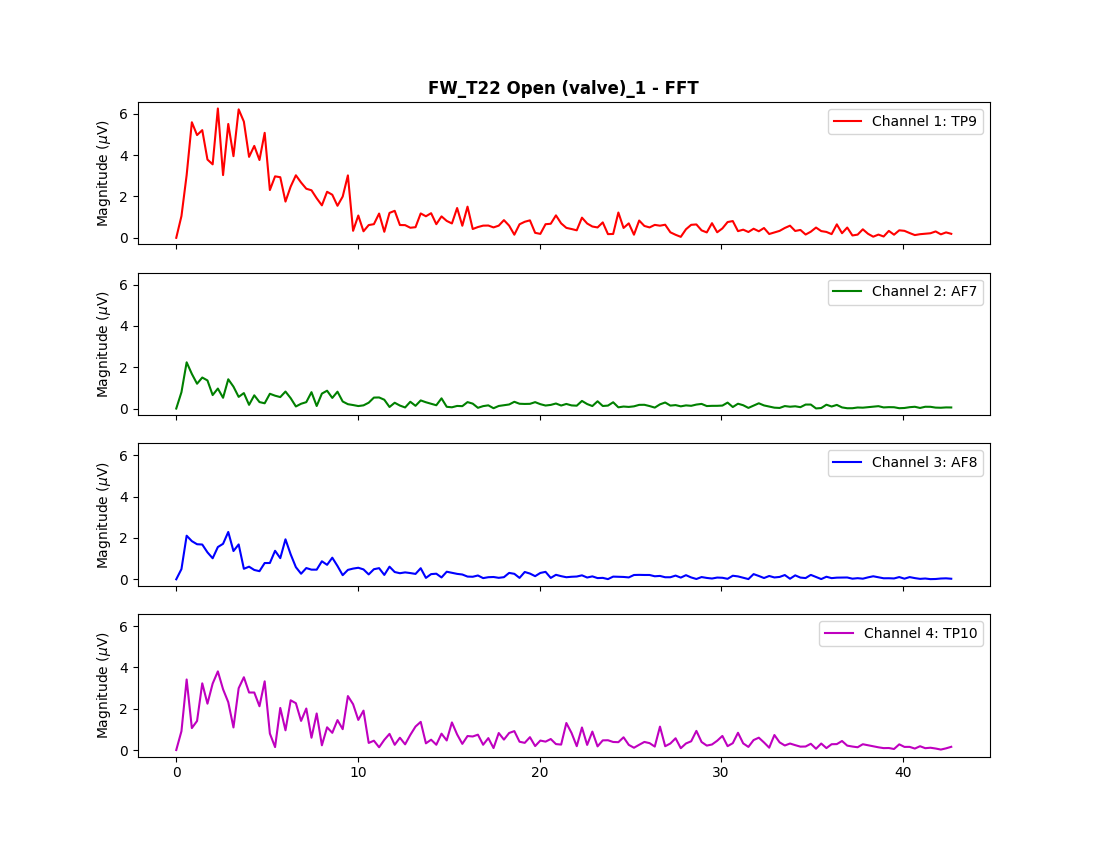 FW_T22 Open (valve)_1 - FFT
Magnitude (μV)
6
4
2
0
Channel 1: TP9
Magnitude (μV)
6
4
2
0
Channel 2: AF7
Magnitude (μV)
6
4
2
0
Channel 3: AF8
Magnitude (μV)
6
4
2
0
Channel 4: TP10
0 10 20 30 40